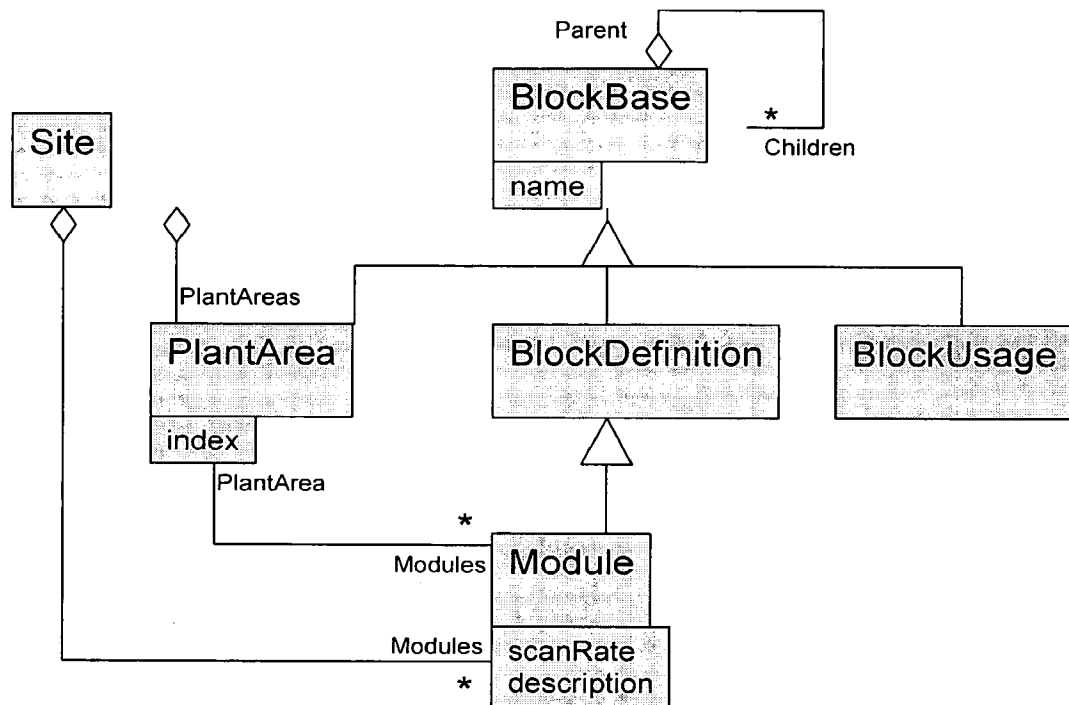 Parent
BlockBase
*
Children
name
Site
PlantAreas
PlantArea
index
PlantArea
BlockDefinition
BlockUsage
*
Modules
Module
Modules
*
scanRate
description